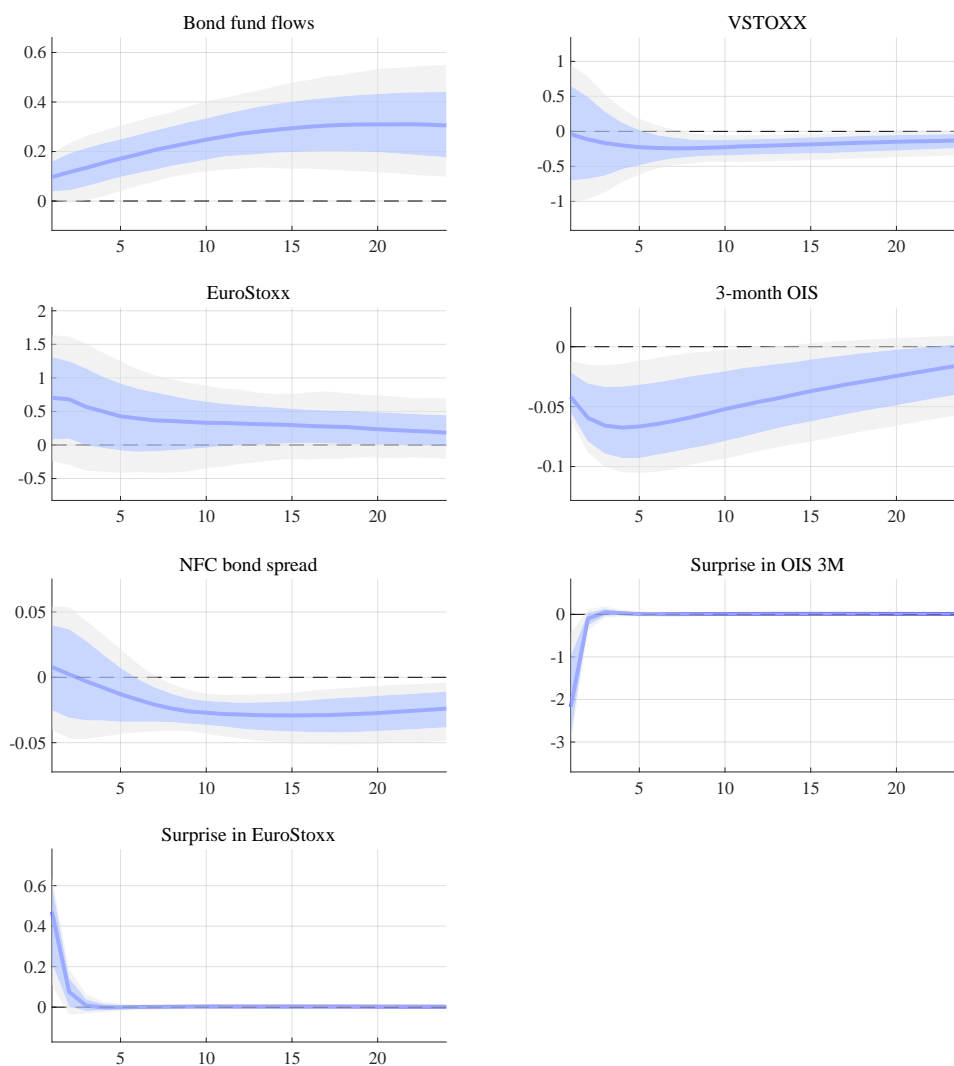 Bond fund flows
0.6
0.4
0.2
0
5 10 15 20
VSTOXX
1
0.5
0
-0.5
-1
5 10 15 20
EuroStoxx
2
1.5
1
0.5
0
-0.5
5 10 15 20
3-month OIS
0
-0.05
-0.1
5 10 15 20
NFC bond spread
0.05
0
-0.05
5 10 15 20
Surprise in OIS 3M
0
-1
-2
-3
5 10 15 20
Surprise in EuroStoxx
0.6
0.4
0.2
0
5 10 15 20